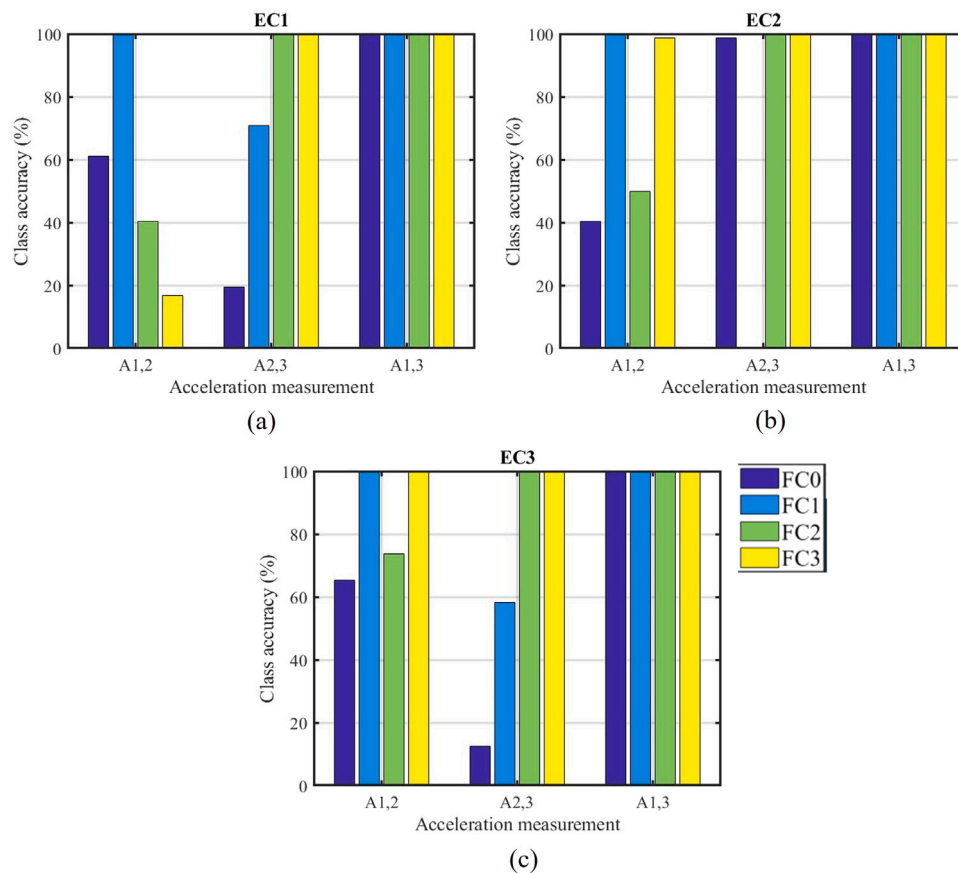 EC1
Class accuracy (%)
100
80
60
40
20
0
A1,2 A2,3 A1,3
Acceleration measurement
(a)
EC2
Class accuracy (%)
100
80
60
40
20
0
A1,2 A2,3 A1,3
Acceleration measurement
(b)
EC3
Class accuracy (%)
100
80
60
40
20
0
A1,2 A2,3 A1,3
Acceleration measurement
(c)
FC0
FC1
FC2
FC3